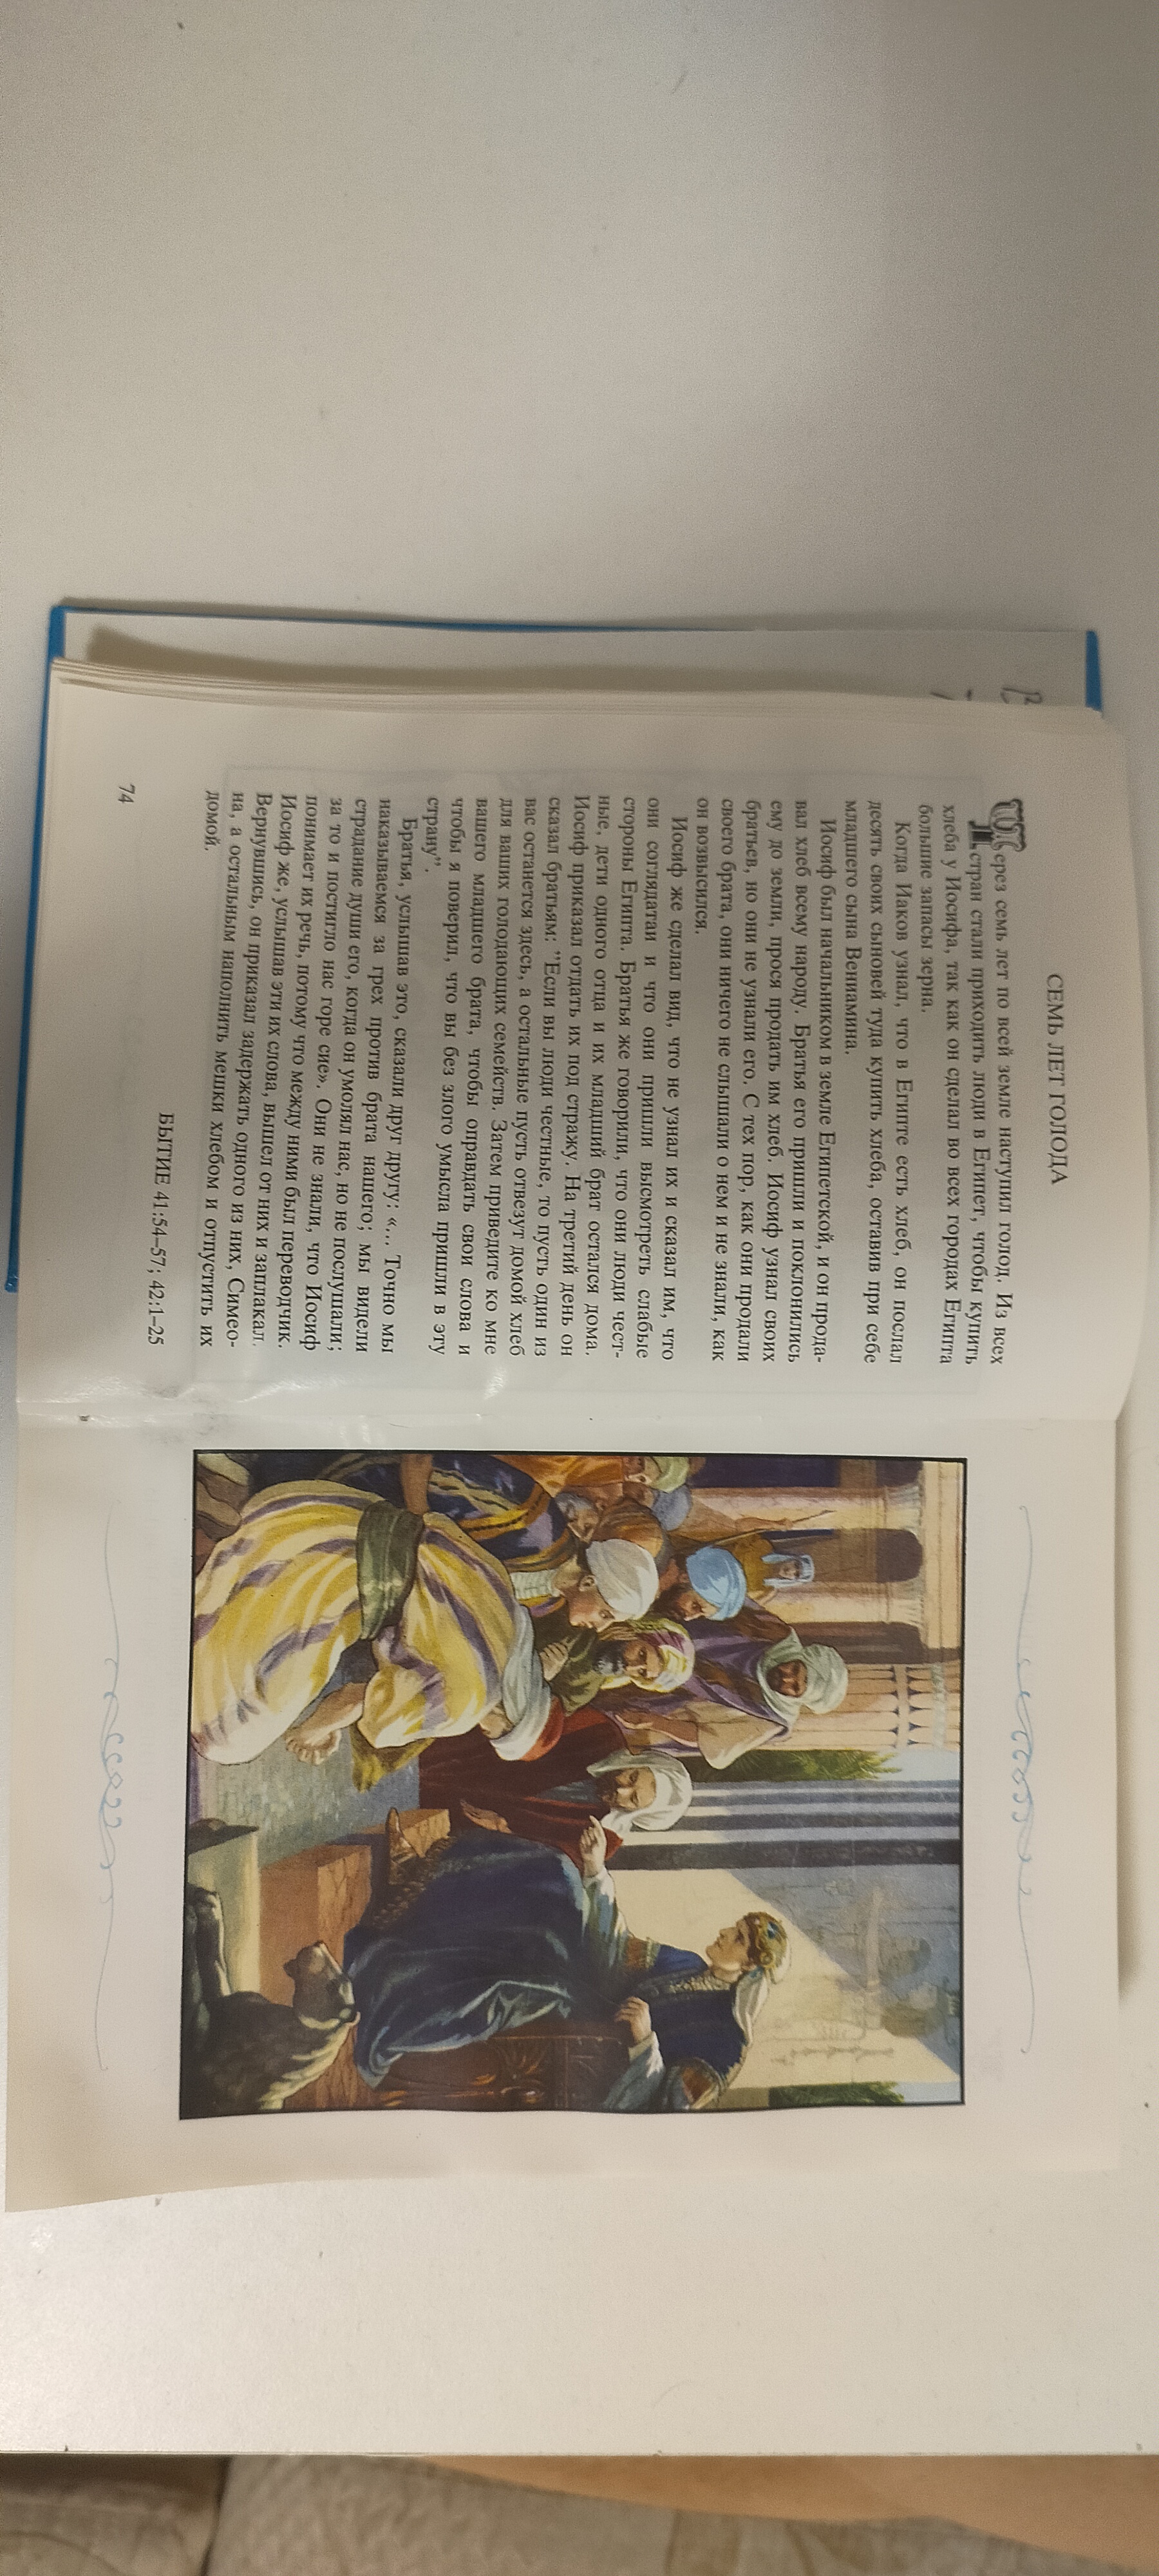 СЕМЬ ЛЕТ ГОЛОДА
Через семь лет по всей земле наступил голод. Из всех
стран стали приходить люди в Египет, чтобы купить
хлеба у Иосифа, так как он сделал во всех городах Египта
большие запасы зерна.
Когда Иаков узнал, что в Египте есть хлеб, он послал
десять своих сыновей туда купить хлеба, оставив при себе
младшего сына Вениамина.
Иосиф был начальником в земле Египетской, и он прода-
вал хлеб всему народу. Братья его пришли и поклонились
ему до земли, прося продать им хлеб. Иосиф узнал своих
братьев, но они не узнали его. С тех пор, как они продали
своего брата, они ничего не слышали о нем и не знали, как
он возвысился.
Иосиф же сделал вид, что не узнал их и сказал им, что
они соглядатаи и что они пришли высмотреть слабые
стороны Египта. Братья же говорили, что они люди чест-
ные, дети одного отца и их младший брат остался дома.
Иосиф приказал отдать их под стражу. На третий день он
сказал братьям: ”Если вы люди честные, то пусть один из
вас останется здесь, а остальные пусть отвезут домой хлеб
для ваших голодающих семейств. Затем приведите ко мне
вашего младшего брата, чтобы оправдать свои слова и
чтобы я поверил, что вы без злого умысла пришли в эту
страну”.
Братья, услышав это, сказали друг другу: «... Точно мы
наказываемся за грех против брата нашего; мы видели
страдание души его, когда он умолял нас, но не послушали;
за то и постигло нас горе сие». Они не знали, что Иосиф
понимает их речь, потому что между ними был переводчик.
Иосиф же, услышав эти их слова, вышел от них и заплакал.
Вернувшись, он приказал задержать одного из них, Симео-
на, а остальным наполнить мешки хлебом и отпустить их
домой.
БЫТИЕ 41:54–57; 42:1–25
74